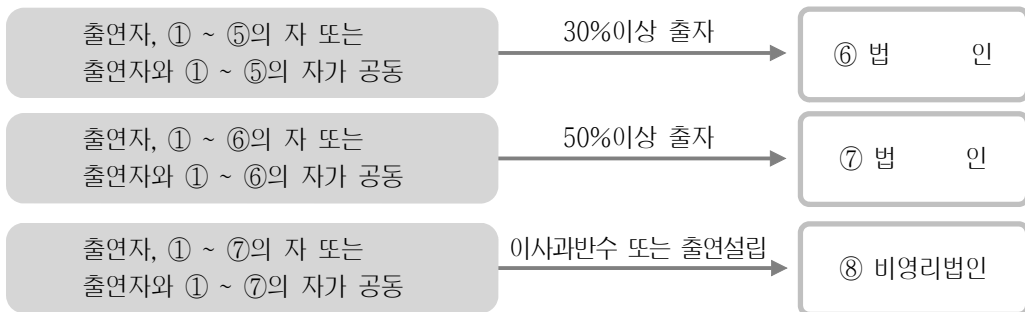 출연자, ① ~ ⑤의 자 또는
출연자와 ① ~ ⑤의 자가 공동
30%이상 출자
⑥ 법 인
출연자, ① ~ ⑥의 자 또는
출연자와 ① ~ ⑥의 자가 공동
50%이상 출자
⑦ 법 인
출연자, ① ~ ⑦의 자 또는
출연자와 ① ~ ⑦의 자가 공동
이사과반수 또는 출연설립
⑧ 비영리법인